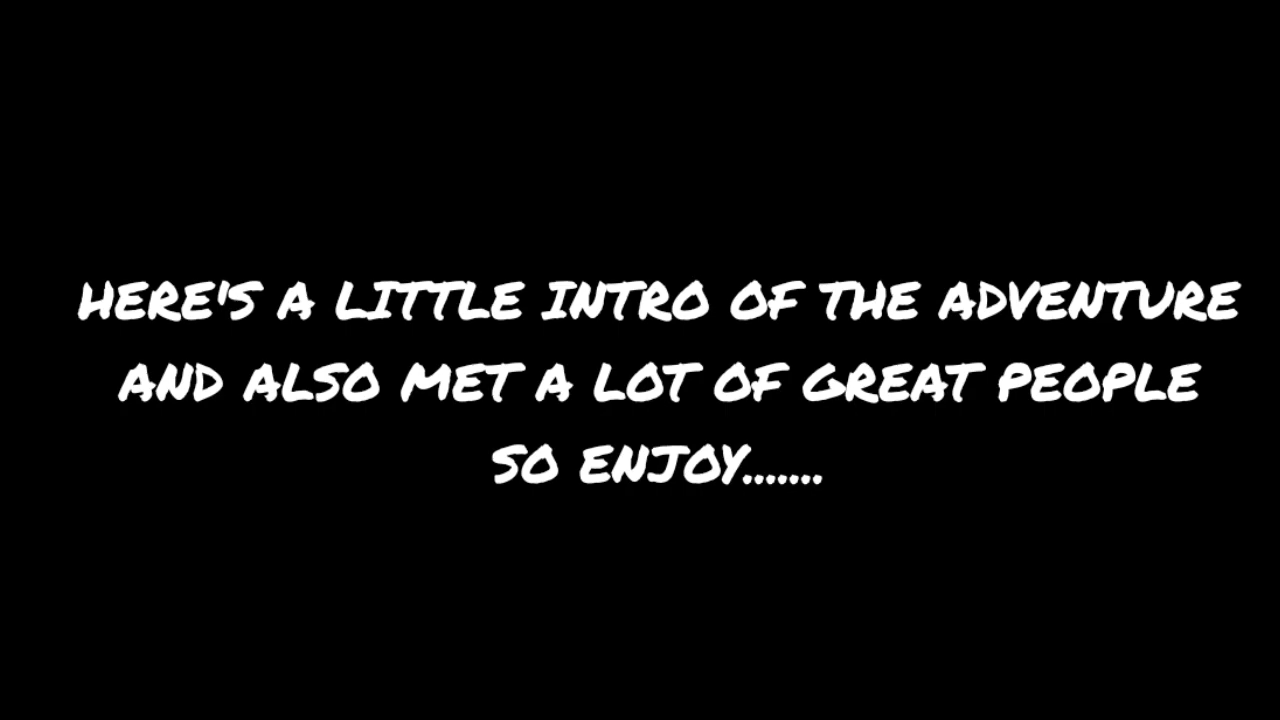 HERE'S A LITTLE INTRO OF THE ADVENTURE
AND ALSO MET A LOT OF GREAT PEOPLE
SO ENJOY.......